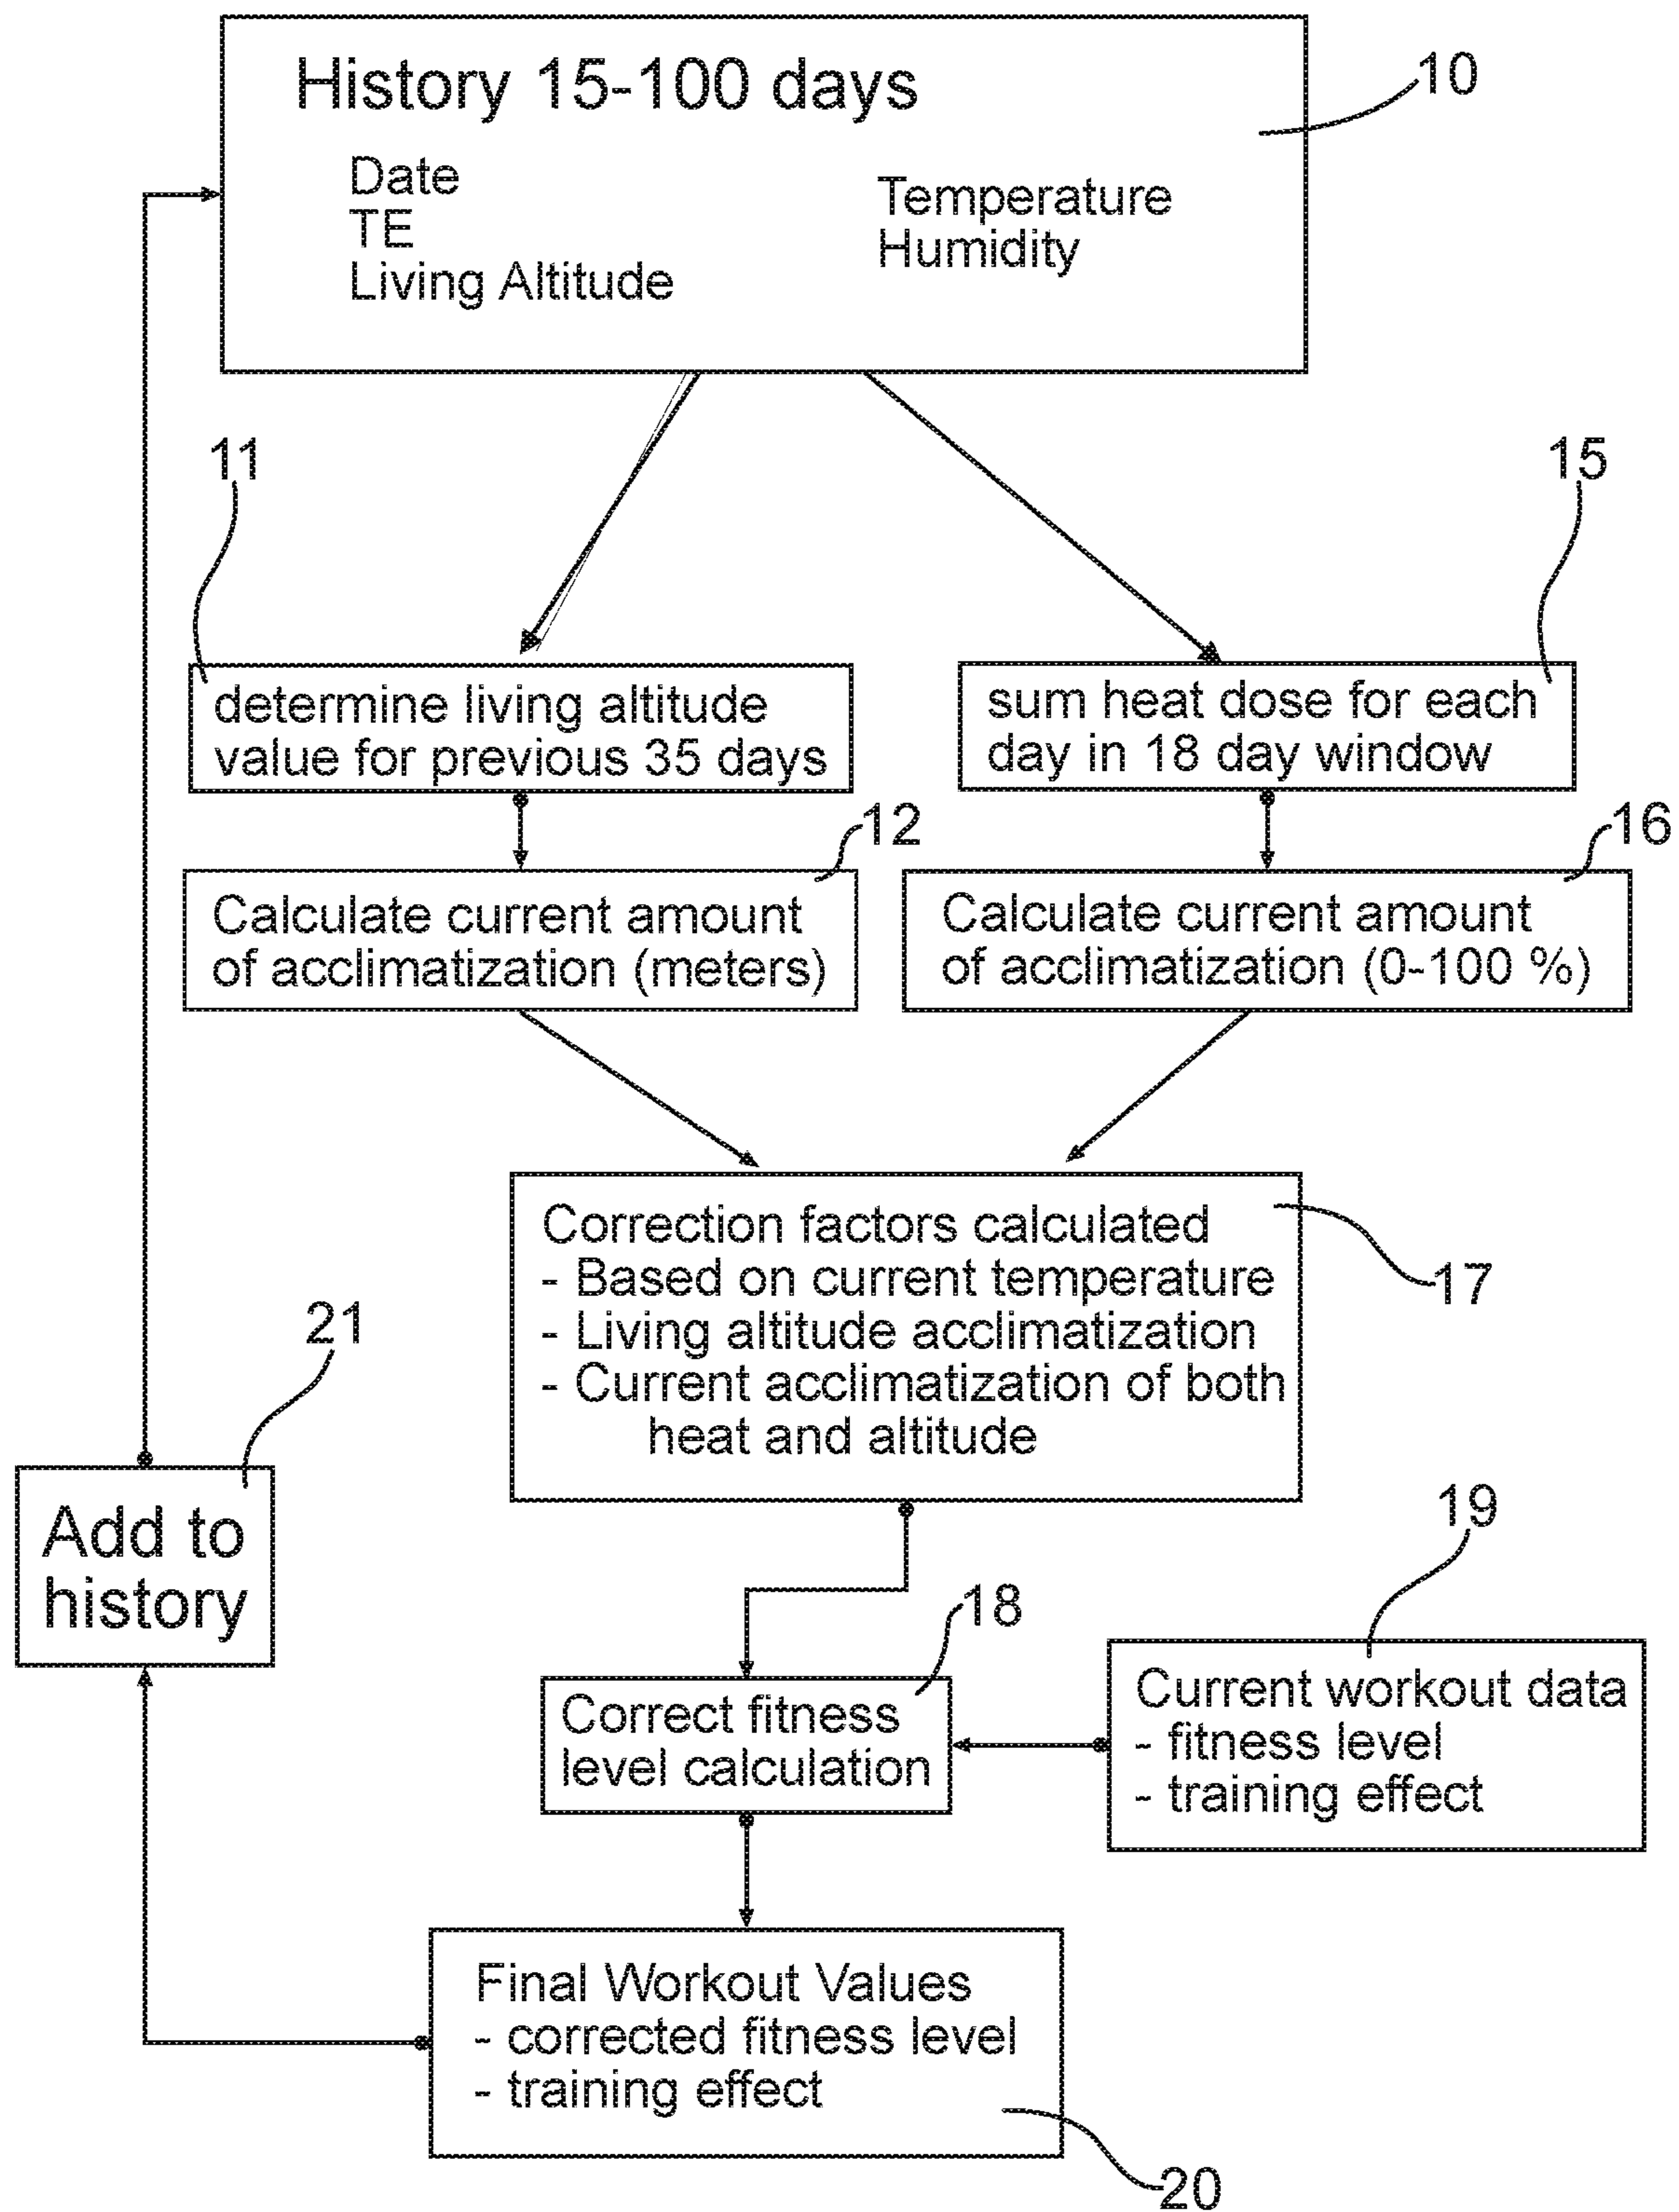 History 15-100 days
10
Date
TE
Living Altitude
Temperature
Humidity
11
15
determine living altitude
value for previous 35 days
sum heat dose for each
day in 18 day window
12
16
Calculate current amount
of acclimatization (meters)
Calculate current amount
of acclimatization (0-100 %)
Correction factors calculated
- Based on current temperature
- Living altitude acclimatization
- Current acclimatization of both
heat and altitude
17
21
Add to
history
19
18
Correct fitness
level calculation
Current workout data
- fitness level
- training effect
Final Workout Values
- corrected fitness level
- training effect
20